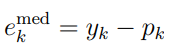 e_k^med = y_k − p_k